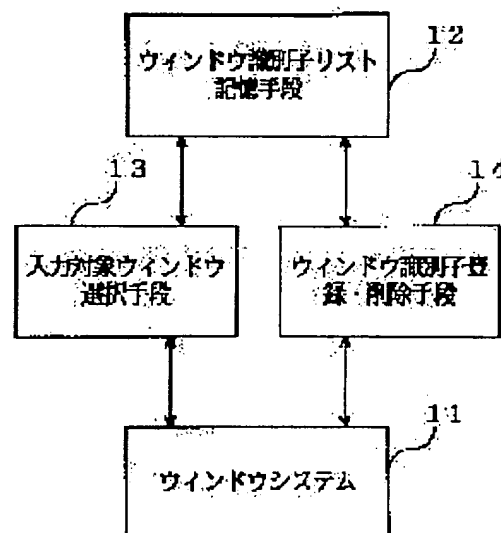 12
ウィンドウ識別子リスト
記憶手段
13
14
入力対象ウィンドウ
選択手段
ウィンドウ識別子登
録・削除手段
11
ウィンドウシステム